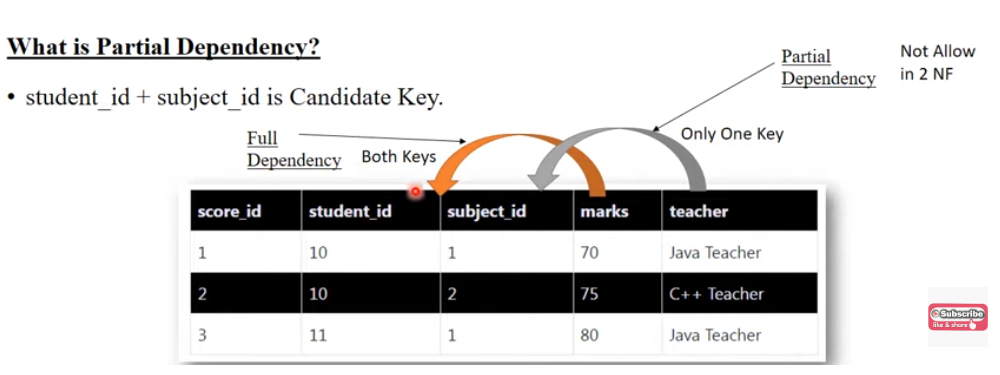 What is Partial Dependency?
• student_id + subject_id is Candidate Key.
Partial
Dependency
Not Allow
in 2 NF
Full
Dependency
Both Keys
Only One Key
score_id student_id subject_id marks teacher
1 10 1 70 Java Teacher
2 10 2 75 C++ Teacher
3 11 1 80 Java Teacher
Subscribe
like & share